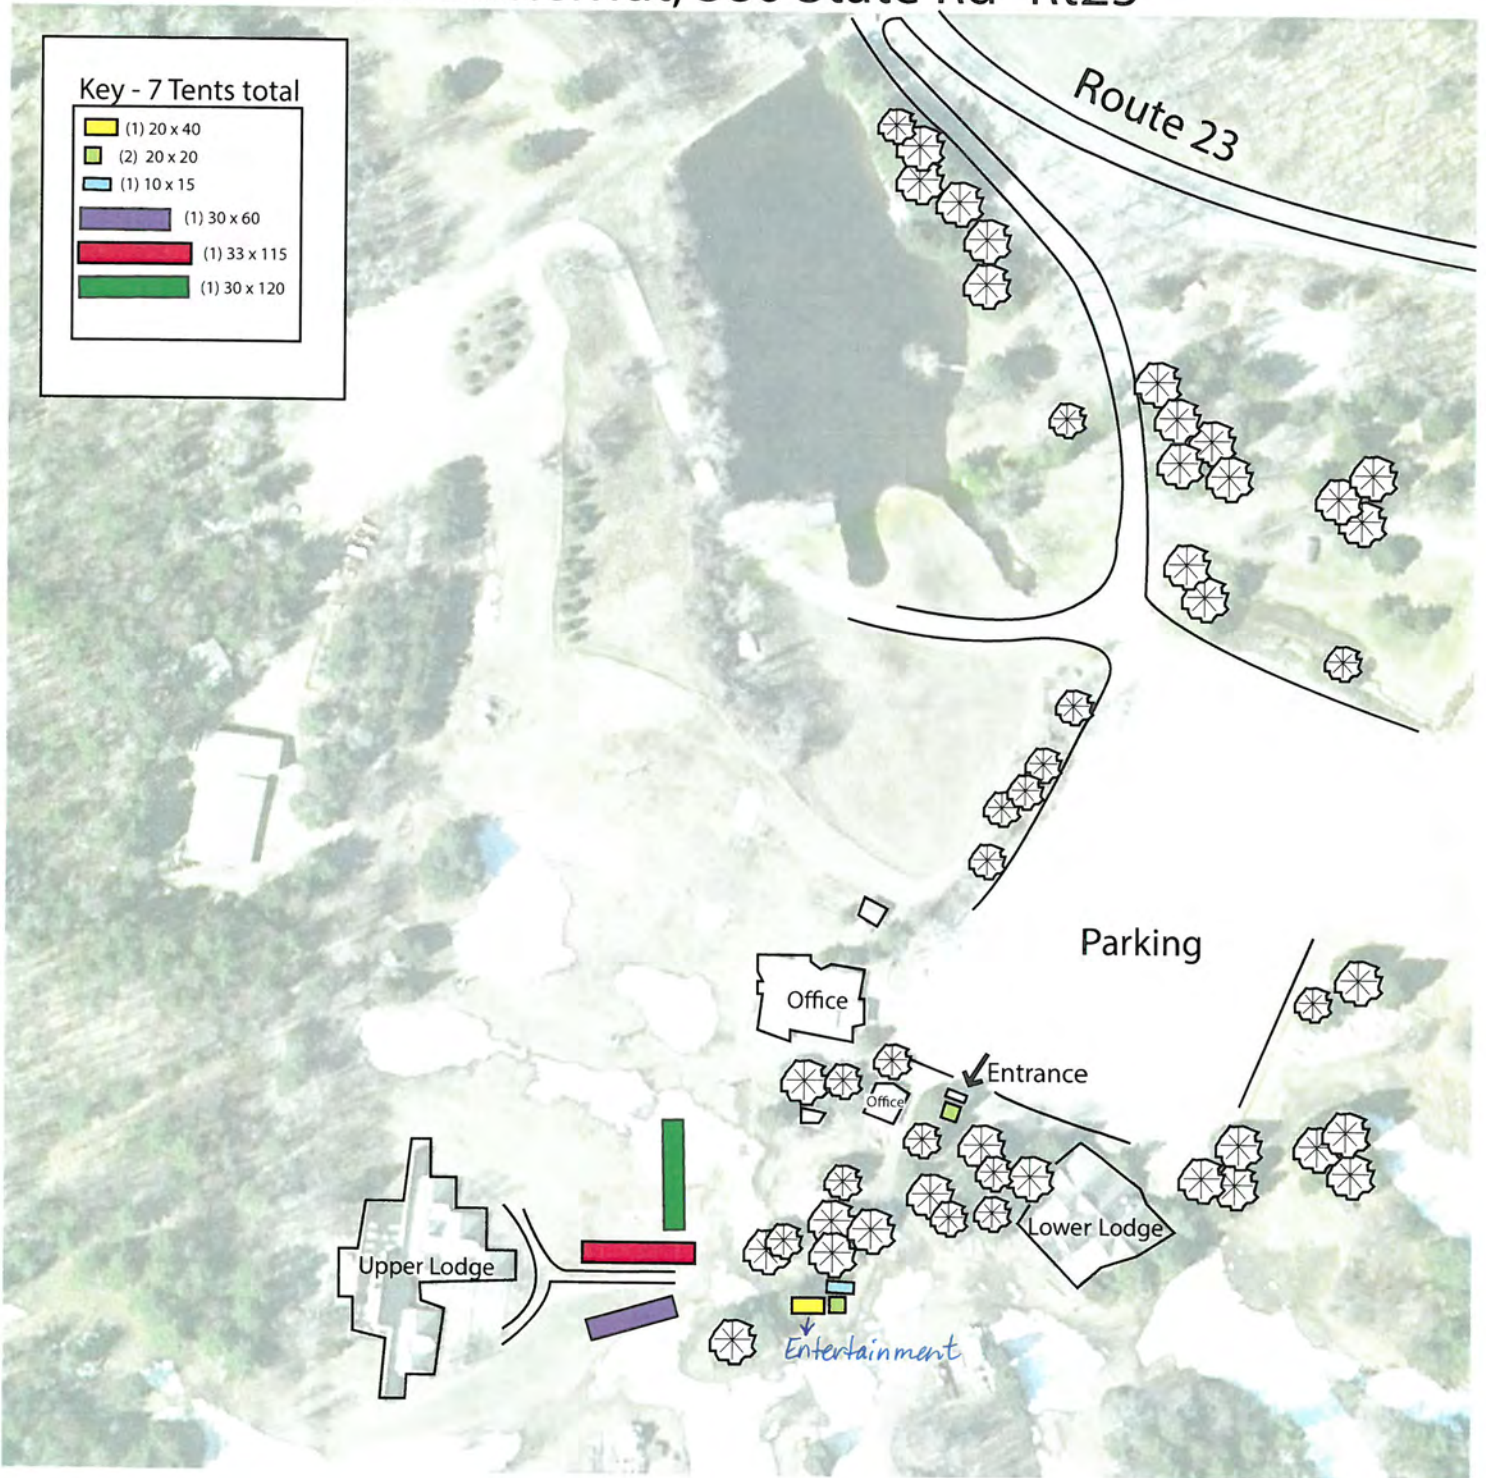 Key - 7 Tents total
(1) 20 x 40
(2) 20 x 20
(1) 10 x 15
(1) 30 x 60
(1) 33 x 115
(1) 30 x 120
Route 23
Parking
Office
Entrance
Office
Lower Lodge
Upper Lodge
Entertainment